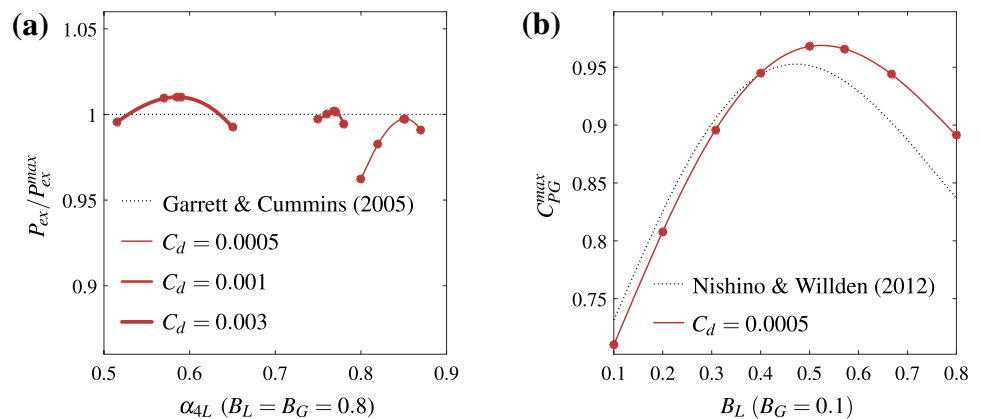 (a)
1.05
1
0.95
0.9
P_ex/P_ex^max
Garrett & Cummins (2005)
C_d = 0.0005
C_d = 0.001
C_d = 0.003
0.5 0.6 0.7 0.8 0.9
α_4L (B_L = B_G = 0.8)
(b)
0.95
0.9
0.85
0.8
0.75
C_PG^max
Nishino & Willden (2012)
C_d = 0.0005
0.1 0.2 0.3 0.4 0.5 0.6 0.7 0.8
B_L (B_G = 0.1)